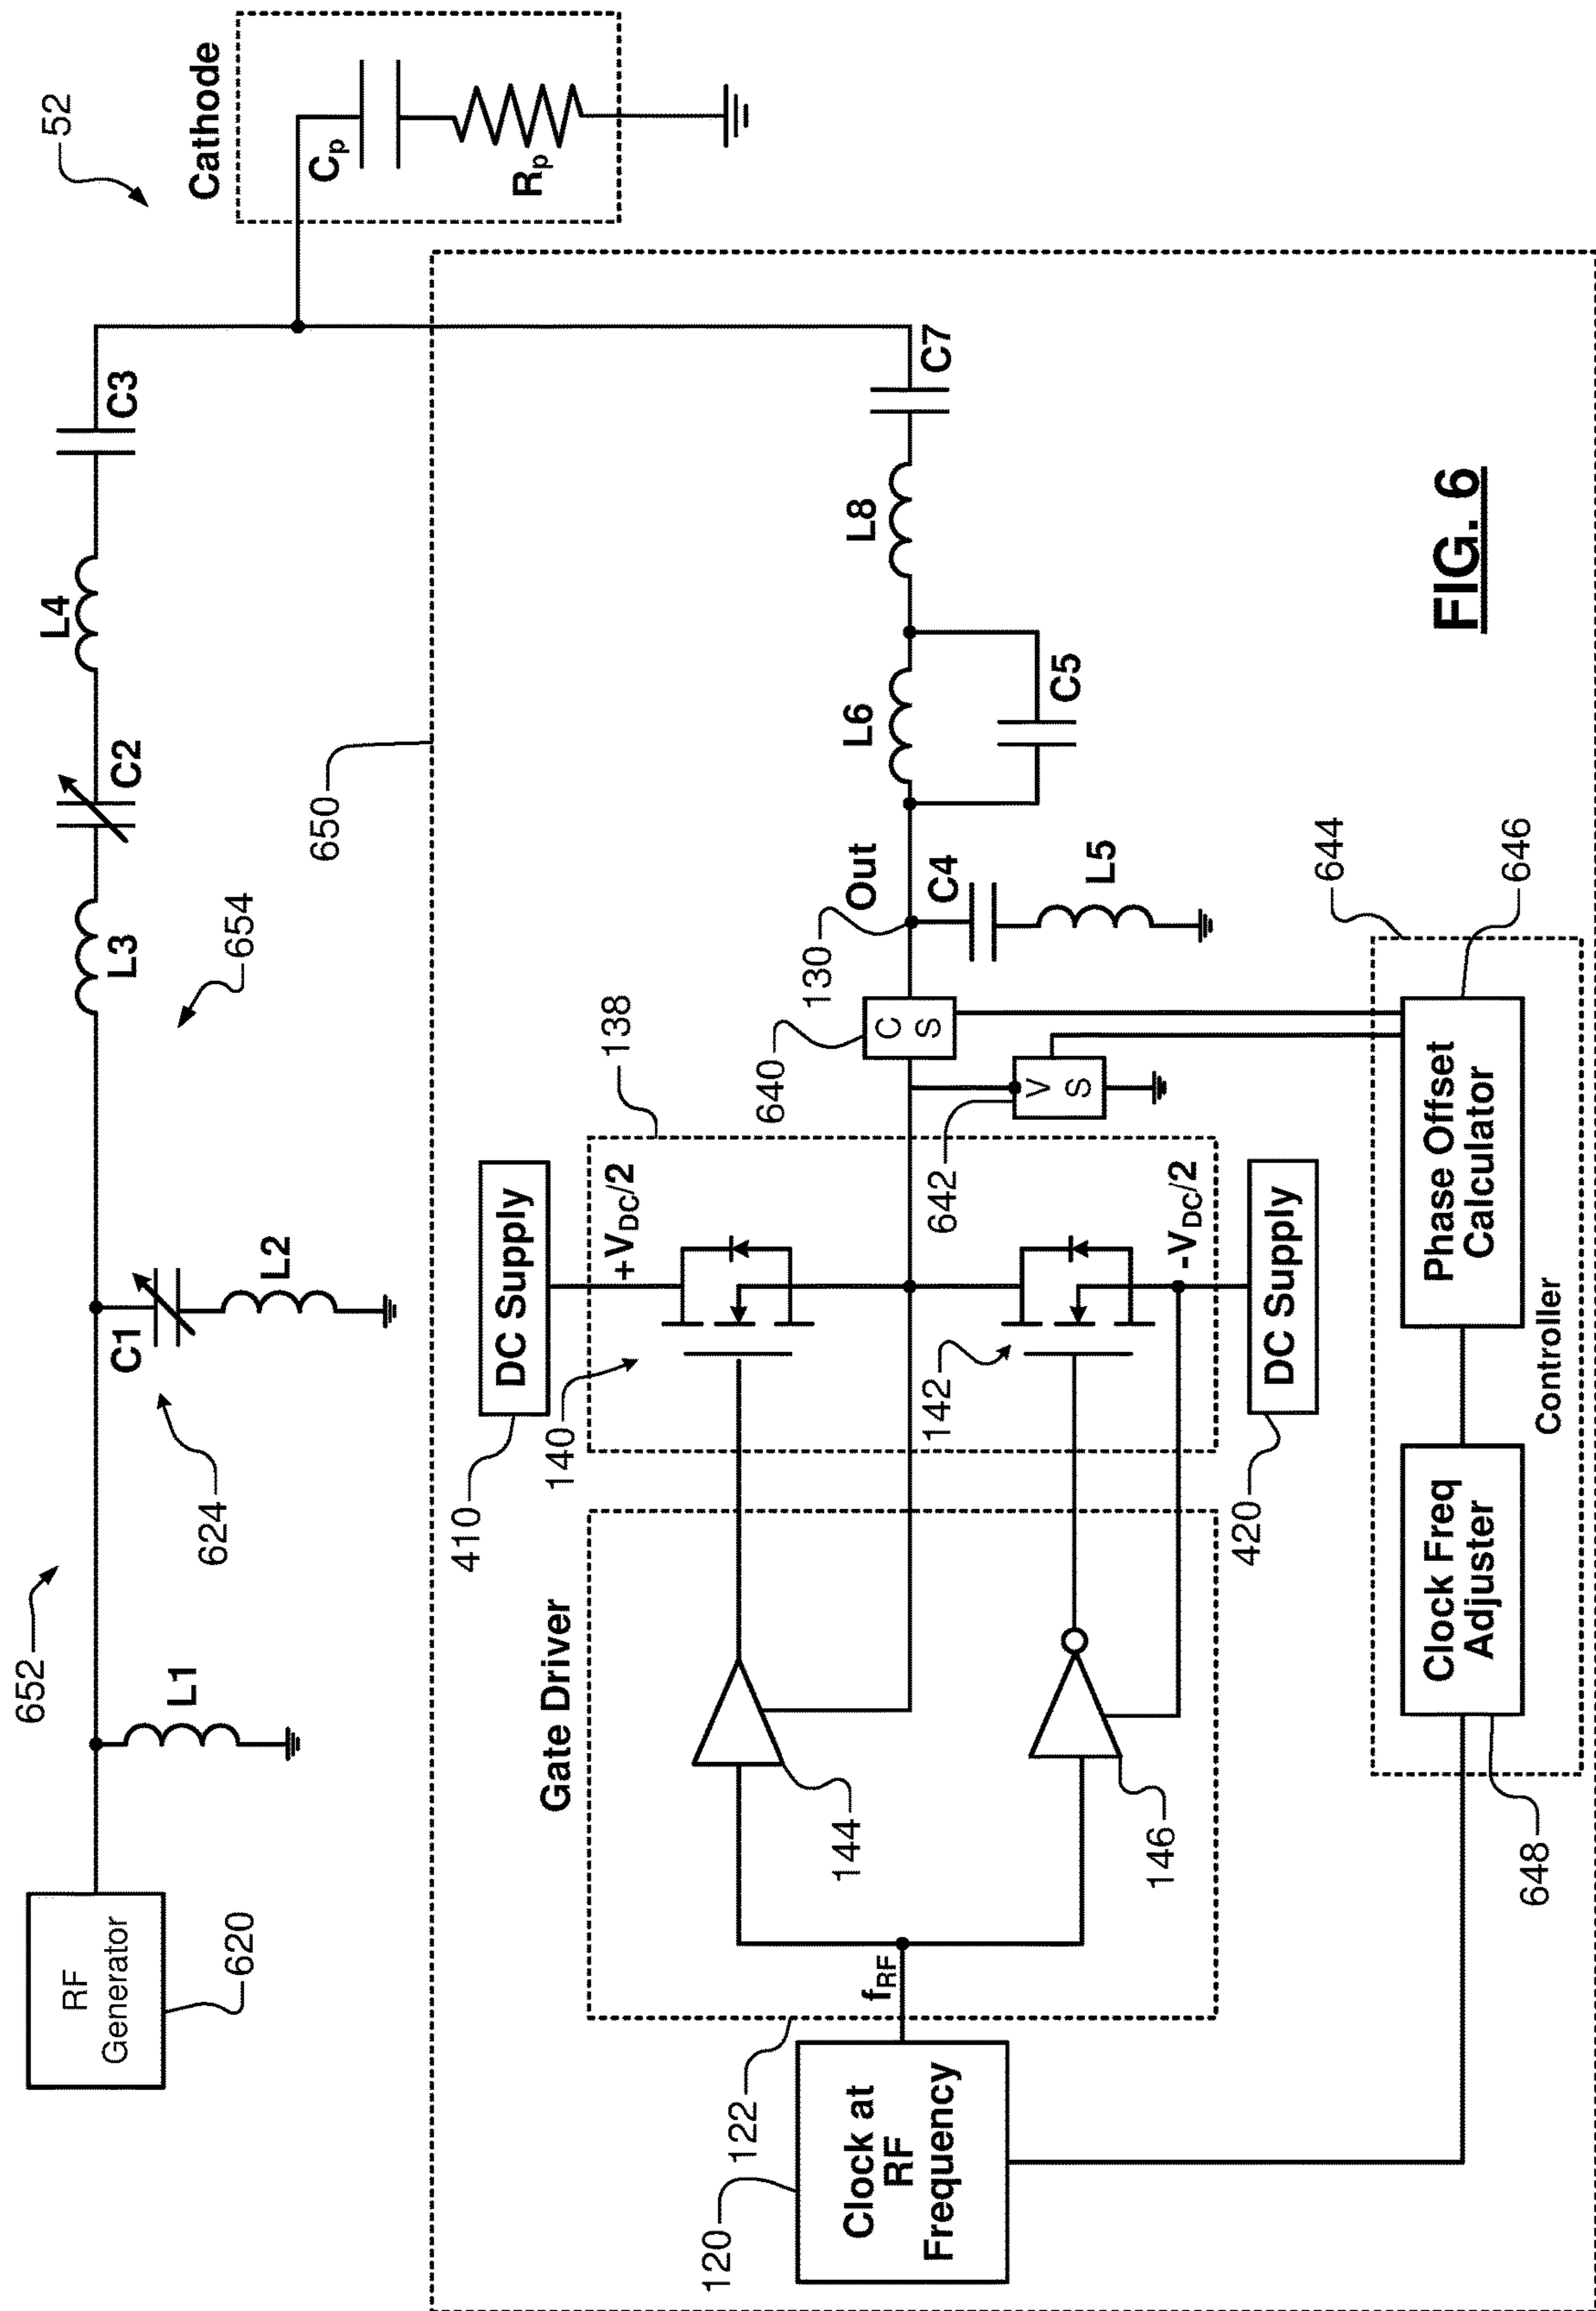 52
Cathode
C3
L4
C2
L3
C1
L2
L1
652
654
624
RF
Generator
620
Cp
Rp
650
C7
L8
L6
C5
Out
130
C4
L5
C
S
640
V
S
642
138
DC Supply
410
+VDC/2
140
142
-VDC/2
DC Supply
420
Gate Driver
144
146
fRF
122
Clock at
RF
Frequency
120
644
646
Phase Offset
Calculator
Clock Freq
Adjuster
648
Controller
FIG. 6